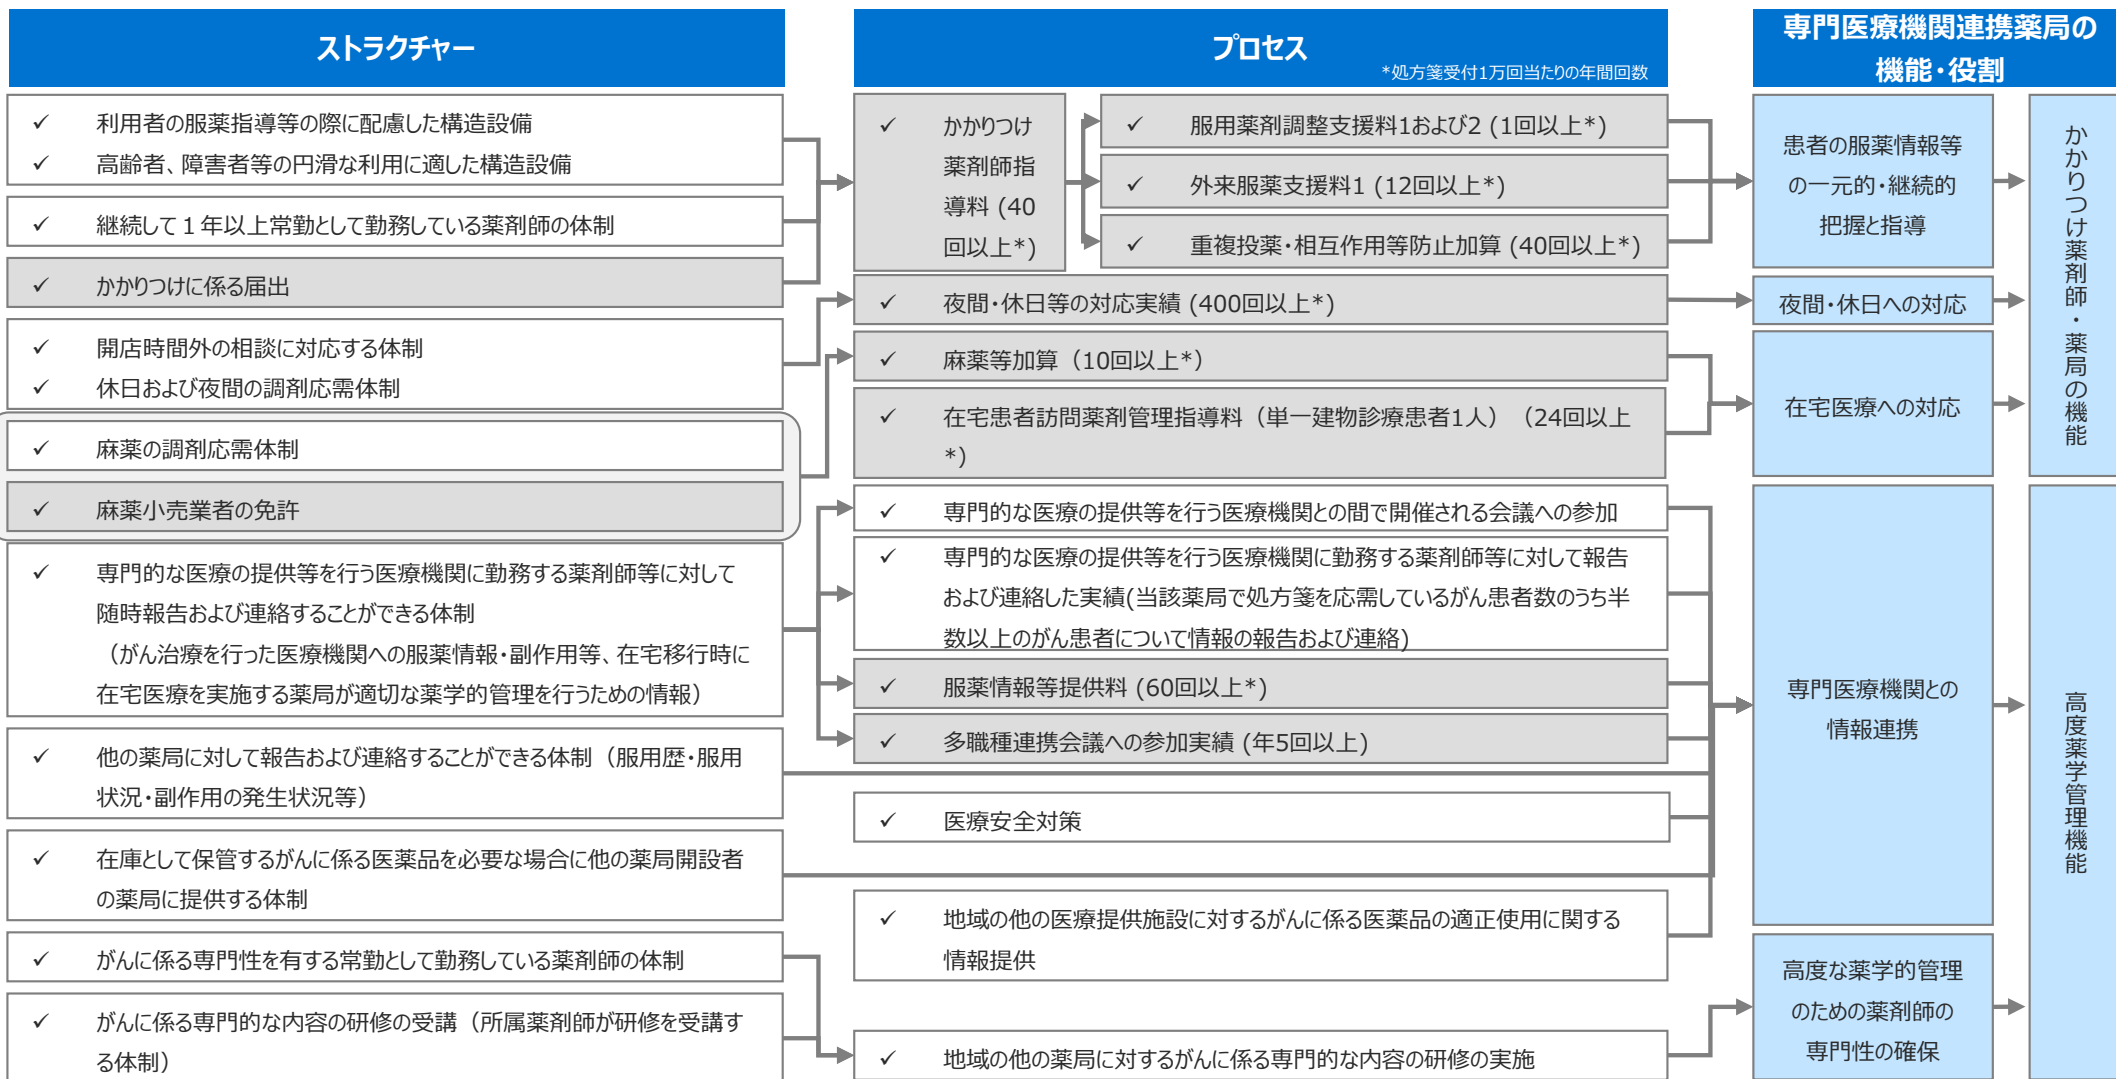 ストラクチャー
✓ 利用者の服薬指導等の際に配慮した構造設備
✓ 高齢者、障害者等の円滑な利用に適した構造設備
✓ 継続して1年以上常勤として勤務している薬剤師の体制
✓ かかりつけに係る届出
✓ 開店時間外の相談に対応する体制
✓ 休日および夜間の調剤応需体制
✓ 麻薬の調剤応需体制
✓ 麻薬小売業者の免許
✓ 専門的な医療の提供等を行う医療機関に勤務する薬剤師等に対して
随時報告および連絡することができる体制
（がん治療を行った医療機関への服薬情報・副作用等、在宅移行時に
在宅医療を実施する薬局が適切な薬学的管理を行うための情報）
✓ 他の薬局に対して報告および連絡することができる体制（服用歴・服用
状況・副作用の発生状況等）
✓ 在庫として保管するがんに係る医薬品を必要な場合に他の薬局開設者
の薬局に提供する体制
✓ がんに係る専門性を有する常勤として勤務している薬剤師の体制
✓ がんに係る専門的な内容の研修の受講（所属薬剤師が研修を受講す
る体制）
プロセス
*処方箋受付1万回当たりの年間回数
✓ かかりつけ
薬剤師指
導料 (40
回以上*)
✓ 服用薬剤調整支援料1および2 (1回以上*)
✓ 外来服薬支援料1 (12回以上*)
✓ 重複投薬・相互作用等防止加算 (40回以上*)
✓ 夜間・休日等の対応実績 (400回以上*)
✓ 麻薬等加算（10回以上*）
✓ 在宅患者訪問薬剤管理指導料（単一建物診療患者1人）（24回以上
*）
✓ 専門的な医療の提供等を行う医療機関との間で開催される会議への参加
✓ 専門的な医療の提供等を行う医療機関に勤務する薬剤師等に対して報告
および連絡した実績(当該薬局で処方箋を応需しているがん患者数のうち半
数以上のがん患者について情報の報告および連絡)
✓ 服薬情報等提供料 (60回以上*)
✓ 多職種連携会議への参加実績 (年5回以上)
✓ 医療安全対策
✓ 地域の他の医療提供施設に対するがんに係る医薬品の適正使用に関する
情報提供
✓ 地域の他の薬局に対するがんに係る専門的な内容の研修の実施
専門医療機関連携薬局の
機能・役割
患者の服薬情報等
の一元的・継続的
把握と指導
夜間・休日への対応
在宅医療への対応
専門医療機関との
情報連携
高度な薬学的管理
のための薬剤師の
専門性の確保
かかりつけ薬剤師・薬局の機能
高度薬学管理機能